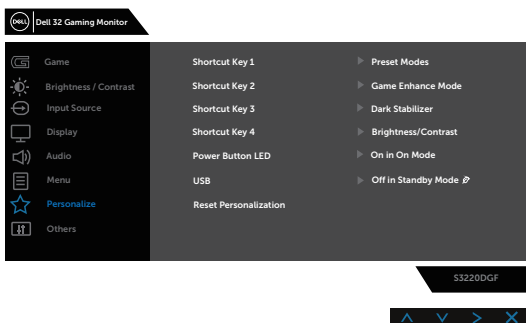 DELL
Dell 32 Gaming Monitor
Game
Brightness / Contrast
Input Source
Display
Audio
Menu
Personalize
Others
Shortcut Key 1 Preset Modes
Shortcut Key 2 Game Enhance Mode
Shortcut Key 3 Dark Stabilizer
Shortcut Key 4 Brightness/Contrast
Power Button LED On in On Mode
USB Off in Standby Mode
Reset Personalization
S3220DGF